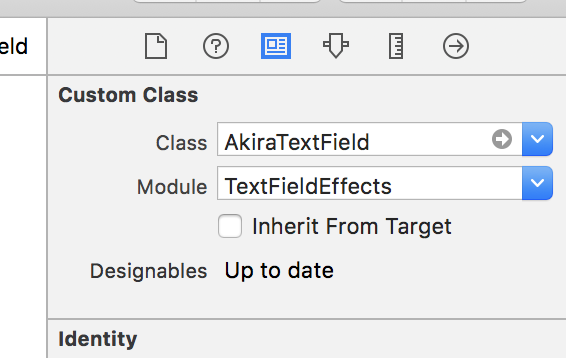 eld
Custom Class
Class AkiraTextField
Module TextFieldEffects
Inherit From Target
Designables Up to date
Identity